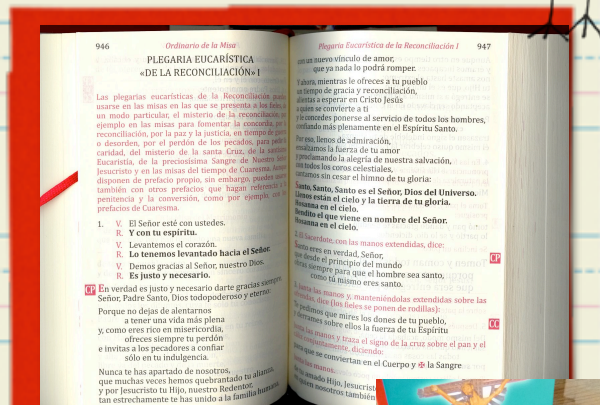 946 Ordinario de la Misa
PLEGARIA EUCARÍSTICA
«DE LA RECONCILIACIÓN» I
Las plegarias eucarísticas de la Reconciliación pueden
usarse en las misas en las que se presenta a los fieles, de
un modo particular, el misterio de la reconciliación,
ejemplo en las misas para fomentar la concordia, por la
reconciliación, por la paz y la justicia, en tiempo de guerra
o desorden, por el perdón de los pecados, para pedir la
caridad, del misterio de la santa Cruz, de la santísima
Eucaristía, de la preciosísima Sangre de Nuestro Señor
Jesucristo y en las misas del tiempo de Cuaresma. Aunque
disponen de prefacio propio, sin embargo, pueden usarse
también con otros prefacios que hagan referencia a la
penitencia y la conversión, como por ejemplo, con los
prefacios de Cuaresma.
1. V. El Señor esté con ustedes.
R. Y con tu espíritu.
V. Levantemos el corazón.
R. Lo tenemos levantado hacia el Señor.
V. Demos gracias al Señor, nuestro Dios.
R. Es justo y necesario.
CP En verdad es justo y necesario darte gracias siempre,
Señor, Padre Santo, Dios todopoderoso y eterno:
Porque no dejas de alentarnos
a tener una vida más plena
y, como eres rico en misericordia,
ofreces siempre tu perdón
e invitas a los pecadores a confiar
sólo en tu indulgencia.
Nunca te has apartado de nosotros,
que muchas veces hemos quebrantado tu alianza,
y por Jesucristo tu Hijo, nuestro Redentor,
tan estrechamente te has unido a la familia humana
Plegaria Eucarística de la Reconciliación I 947
con un nuevo vínculo de amor,
que ya nada lo podrá romper.
Y ahora, mientras le ofreces a tu pueblo
un tiempo de gracia y reconciliación,
alientas a esperar en Cristo Jesús
a quien se convierte a ti
y le concedes ponerse al servicio de todos los hombres,
confiando más plenamente en el Espíritu Santo.
Por eso, llenos de admiración,
ensalzamos la fuerza de tu amor
y proclamando la alegría de nuestra salvación,
con todos los coros celestiales,
cantamos sin cesar el himno de tu gloria:
Santo, Santo, Santo es el Señor, Dios del Universo.
Llenos están el cielo y la tierra de tu gloria.
Hosanna en el cielo.
Bendito el que viene en nombre del Señor.
Hosanna en el cielo.
2. El sacerdote, con las manos extendidas, dice:
Santo eres en verdad, Señor, CP
que desde el principio del mundo
obras siempre para que el hombre sea santo,
como tú mismo eres santo.
3. Junta las manos y, manteniéndolas extendidas sobre las
ofrendas, dice (los fieles se ponen de rodillas):
Te pedimos que mires los dones de tu pueblo, CC
y derrames sobre ellos la fuerza de tu Espíritu
Junta las manos y traza el signo de la cruz sobre el pan y el
cáliz conjuntamente, diciendo:
para que se conviertan en el Cuerpo y ✠ la Sangre
las manos.
amado Hijo, Jesucristo
en quien nosotros también